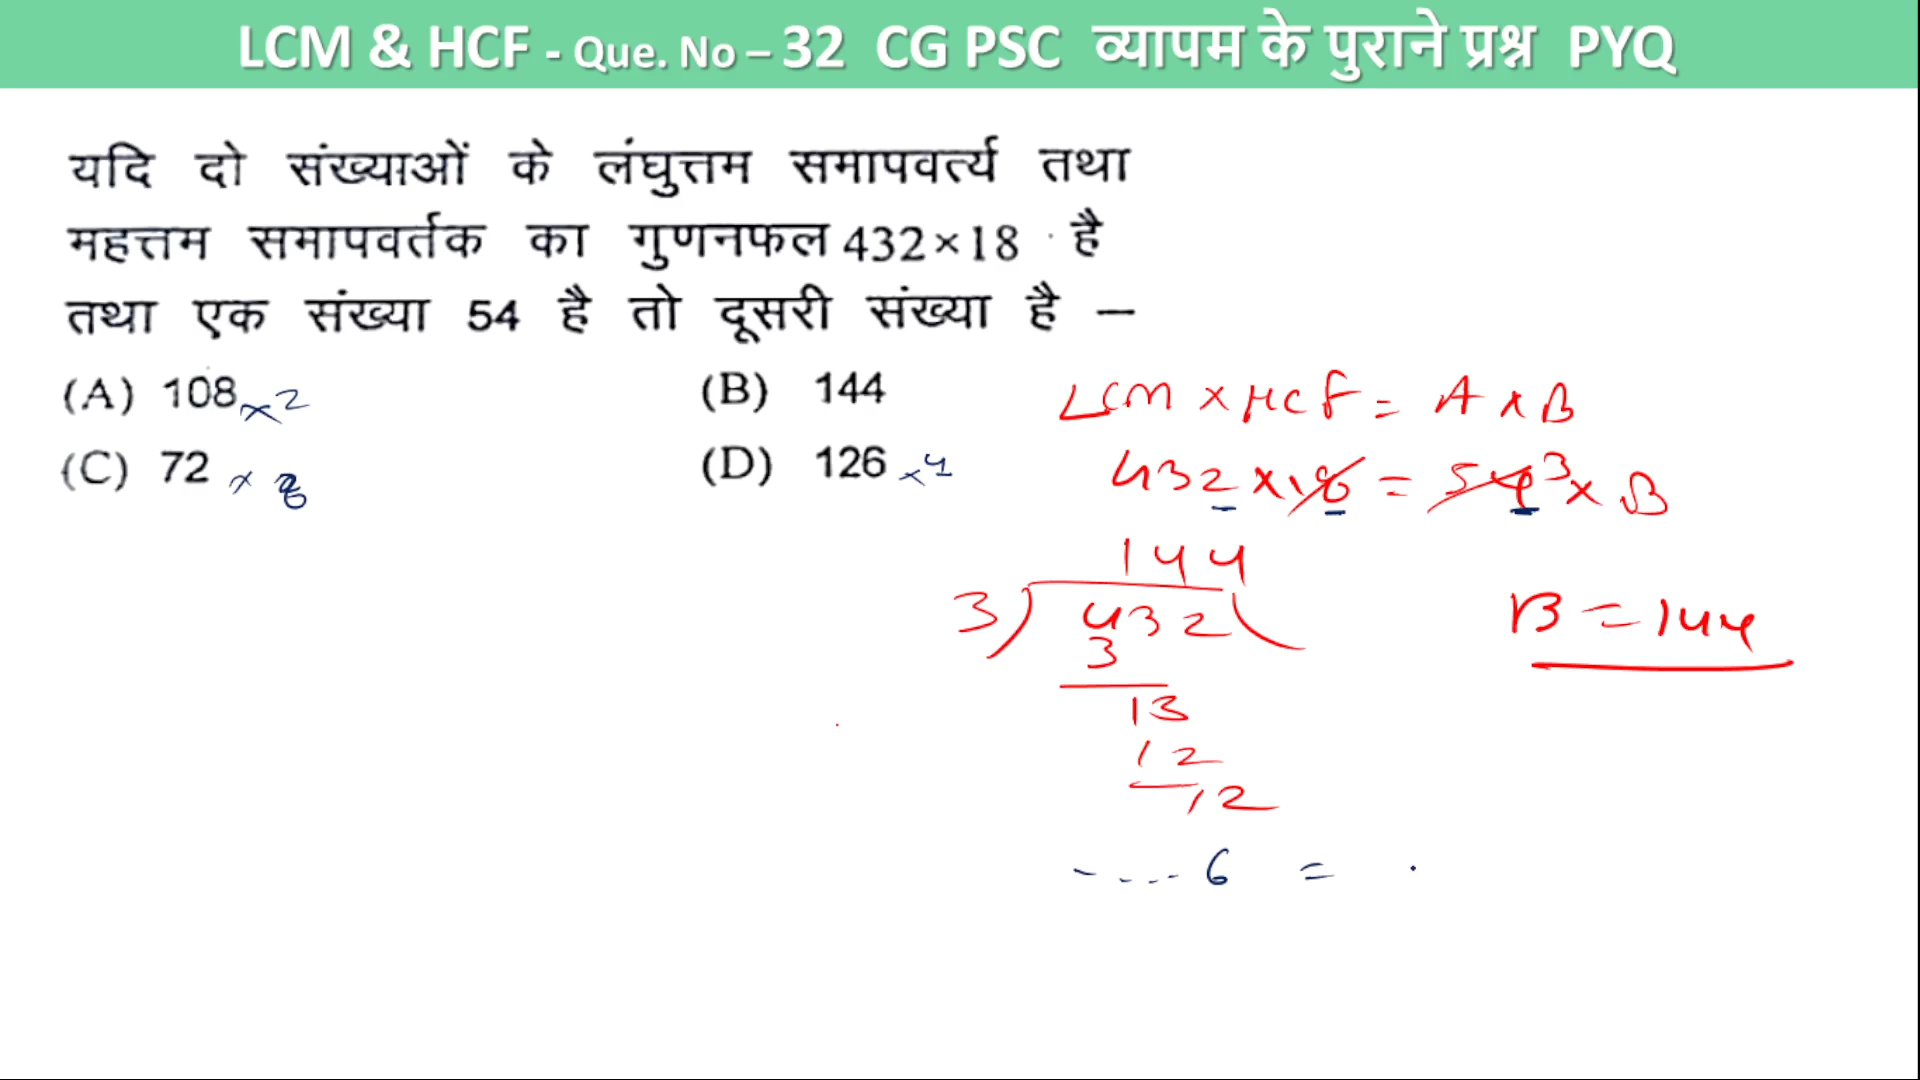 LCM & HCF - Que. No – 32 CG PSC व्यापम के पुराने प्रश्न PYQ
यदि दो संख्याओं के लंघुत्तम समापवर्त्य तथा
महत्तम समापवर्तक का गुणनफल 432×18 है
तथा एक संख्या 54 है तो दूसरी संख्या है –
(A) 108 ×2
(B) 144
(C) 72 ×
(D) 126 ×4
LCM × HCF = A × B
432 × 18 = 54 3 × B
144
3) 432(
3
13
12
12
B = 144
---- 6 = .